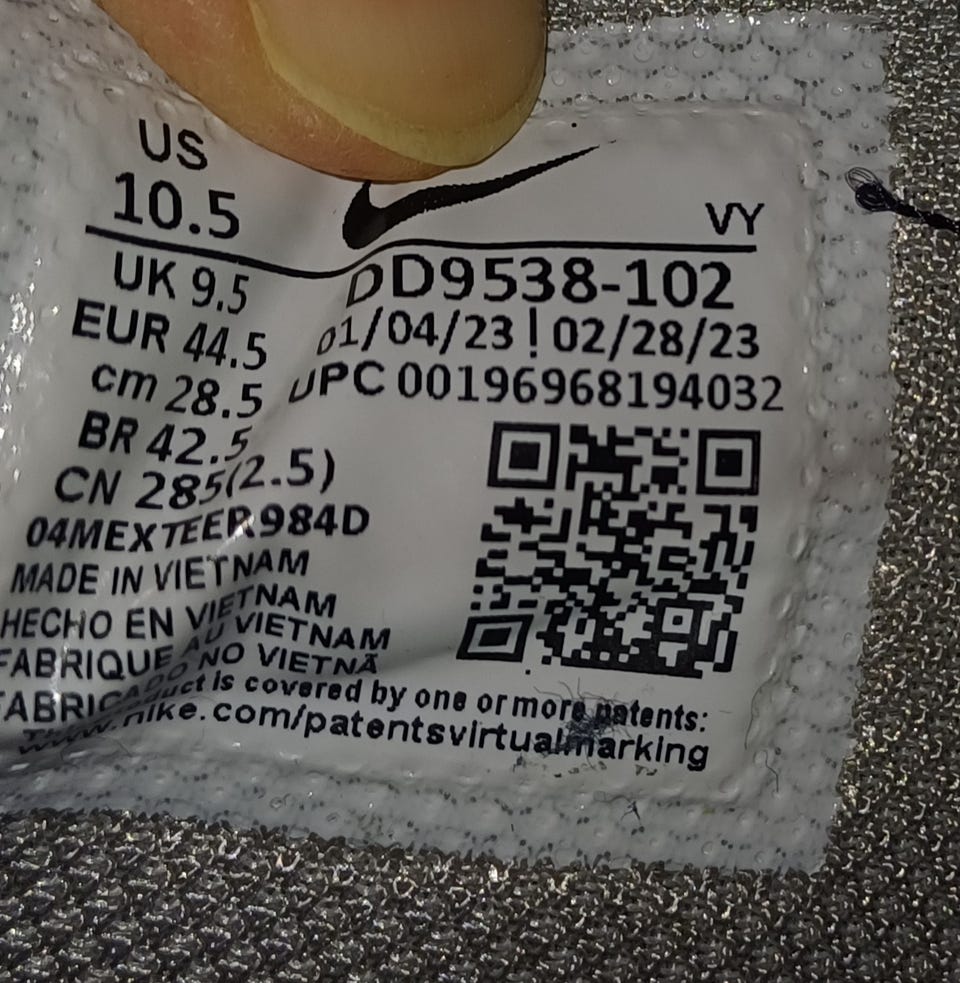 US
10.5
VY
UK 9.5
DD9538-102
EUR 44.5
01/04/23 ! 02/28/23
cm 28.5
UPC 00196968194032
BR 42.5
CN 285(2.5)
04MEXTEER984D
MADE IN VIETNAM
HECHO EN VIETNAM
FABRIQUE AU VIETNAM
FABRICADO NO VIETNÃ
is covered by one or more patents:
www.nike.com/patentsvirtualmarking